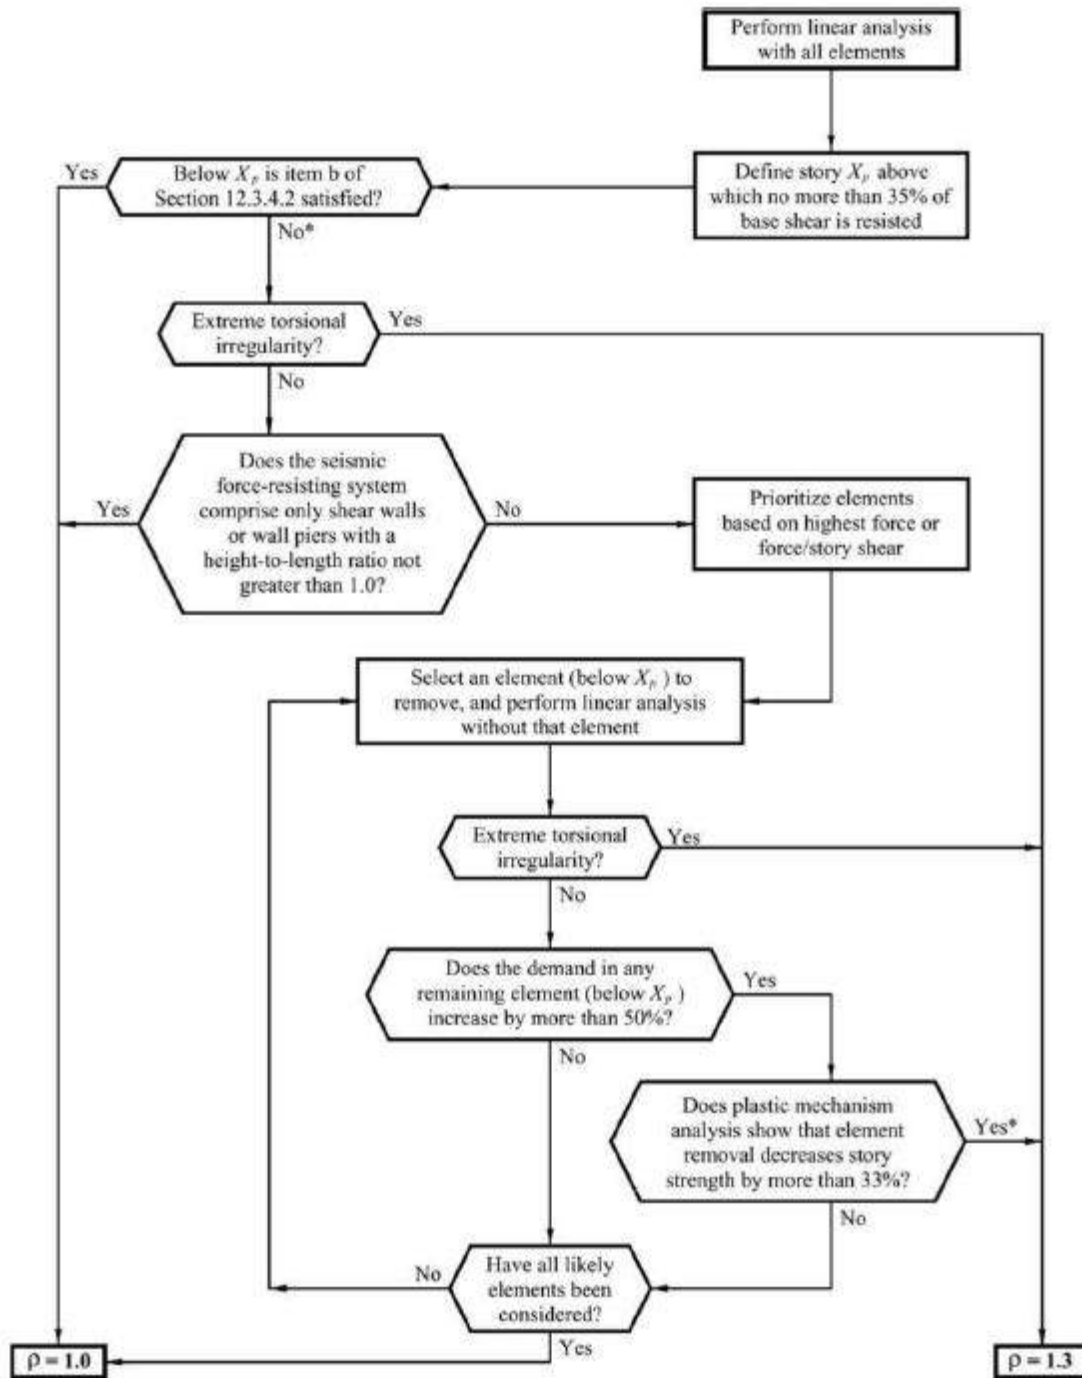 Perform linear analysis
with all elements
Define story Xp above
which no more than 35% of
base shear is resisted
Yes
Below Xp is item b of
Section 12.3.4.2 satisfied?
No*
Extreme torsional
irregularity?
Yes
No
Does the seismic
force-resisting system
comprise only shear walls
or wall piers with a
height-to-length ratio not
greater than 1.0?
Yes
No
Prioritize elements
based on highest force or
force/story shear
Select an element (below Xp ) to
remove, and perform linear analysis
without that element
Extreme torsional
irregularity?
Yes
No
Does the demand in any
remaining element (below Xp )
increase by more than 50%?
Yes
No
Does plastic mechanism
analysis show that element
removal decreases story
strength by more than 33%?
Yes*
No
Have all likely
elements been
considered?
No
Yes
ρ = 1.0
ρ = 1.3